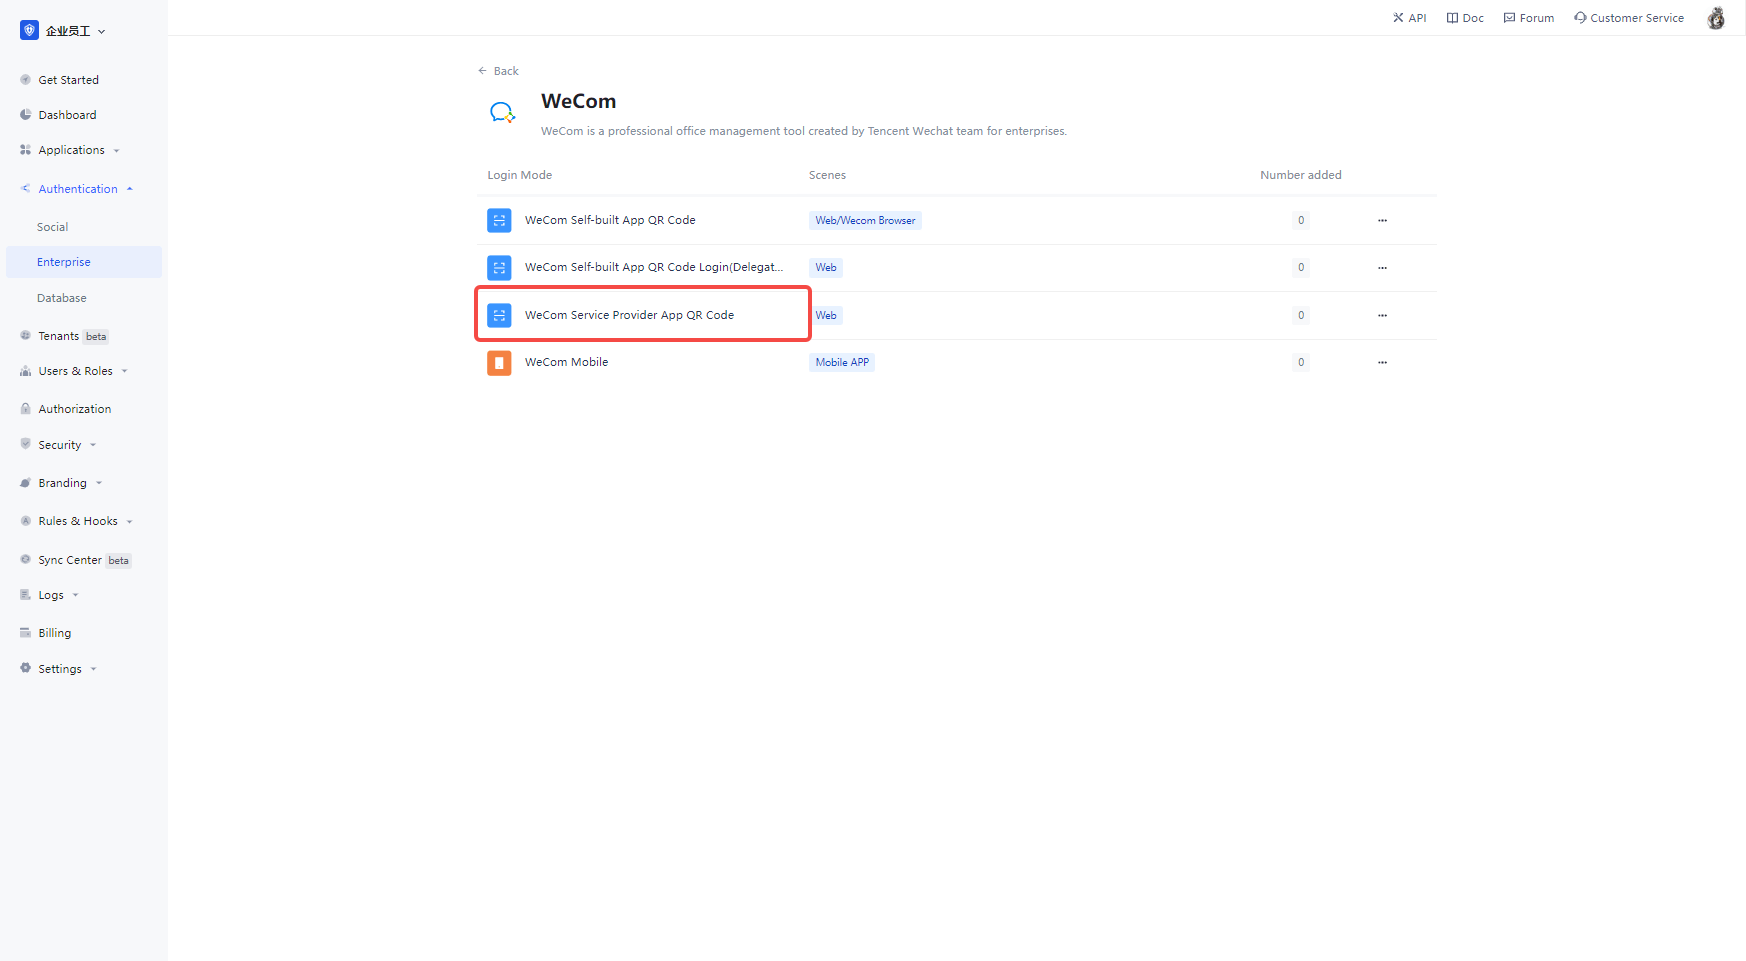 企业员工
API Doc Forum Customer Service
Get Started
Dashboard
Applications
Authentication
Social
Enterprise
Database
Tenants beta
Users & Roles
Authorization
Security
Branding
Rules & Hooks
Sync Center beta
Logs
Billing
Settings
Back
WeCom
WeCom is a professional office management tool created by Tencent Wechat team for enterprises.
Login Mode Scenes Number added
WeCom Self-built App QR Code Web/Wecom Browser 0 ···
WeCom Self-built App QR Code Login(Delegat... Web 0 ···
WeCom Service Provider App QR Code Web 0 ···
WeCom Mobile Mobile APP 0 ···